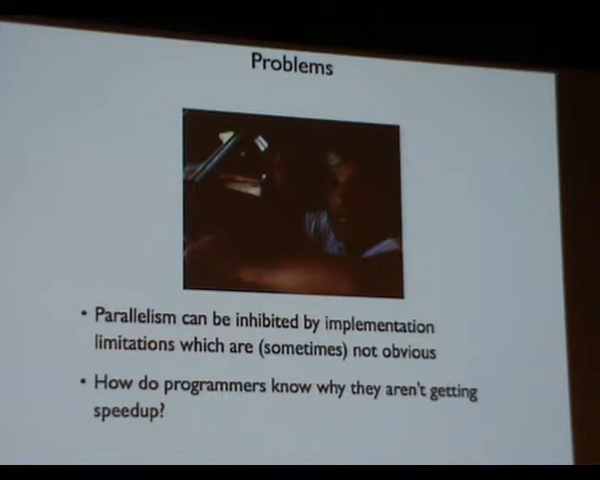 Problems
• Parallelism can be inhibited by implementation
limitations which are (sometimes) not obvious
• How do programmers know why they aren't getting
speedup?